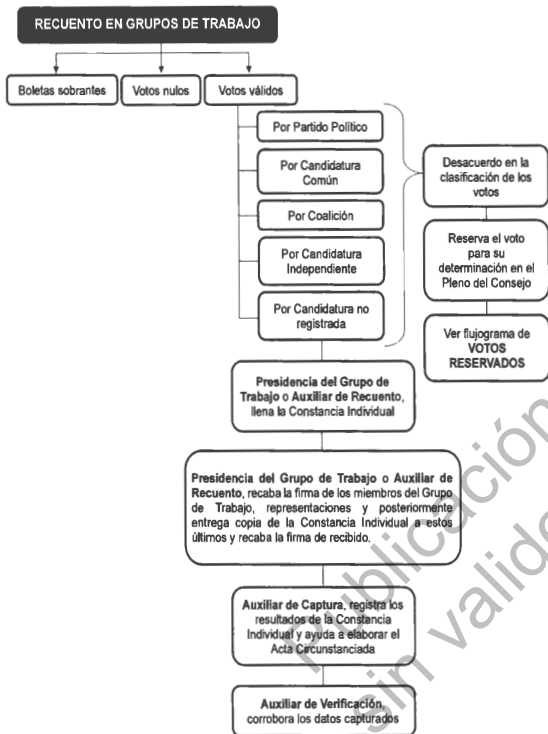 RECUENTO EN GRUPOS DE TRABAJO
Boletas sobrantes
Votos nulos
Votos válidos
Por Partido Político
Por Candidatura
Común
Por Coalición
Por Candidatura
Independiente
Por Candidatura no
registrada
Desacuerdo en la
clasificación de los
votos
Reserva el voto
para su
determinación en el
Pleno del Consejo
Ver flujograma de
VOTOS
RESERVADOS
Presidencia del Grupo de
Trabajo o Auxiliar de Recuento,
llena la Constancia Individual
Presidencia del Grupo de Trabajo o Auxiliar de
Recuento, recaba la firma de los miembros del Grupo
de Trabajo, representaciones y posteriormente
entrega copia de la Constancia Individual a estos
últimos y recaba la firma de recibido.
Auxiliar de Captura, registra los
resultados de la Constancia
Individual y ayuda a elaborar el
Acta Circunstanciada
Auxiliar de Verificación,
corrobora los datos capturados
Publicación
sin valide